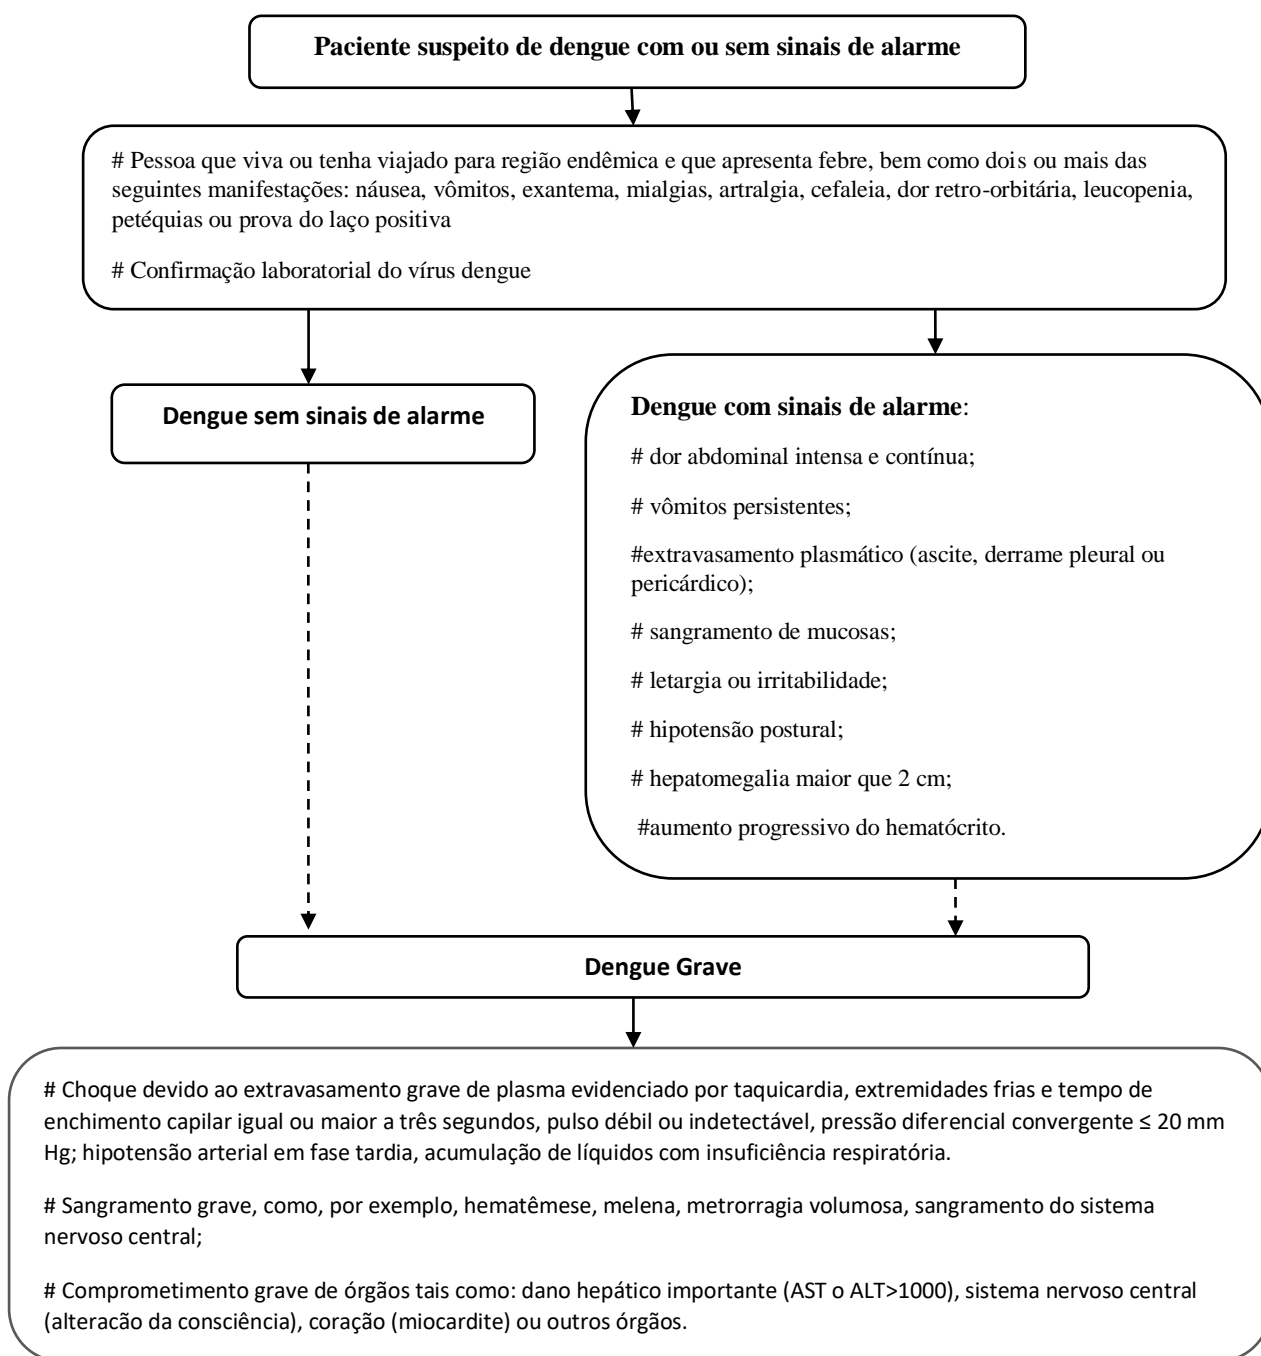 Paciente suspeito de dengue com ou sem sinais de alarme
# Pessoa que viva ou tenha viajado para região endêmica e que apresenta febre, bem como dois ou mais das
seguintes manifestações: náusea, vômitos, exantema, mialgias, artralgia, cefaleia, dor retro-orbitária, leucopenia,
petéquias ou prova do laço positiva
# Confirmação laboratorial do vírus dengue
Dengue sem sinais de alarme
Dengue com sinais de alarme:
# dor abdominal intensa e contínua;
# vômitos persistentes;
#extravasamento plasmático (ascite, derrame pleural ou
pericárdico);
# sangramento de mucosas;
# letargia ou irritabilidade;
# hipotensão postural;
# hepatomegalia maior que 2 cm;
#aumento progressivo do hematócrito.
Dengue Grave
# Choque devido ao extravasamento grave de plasma evidenciado por taquicardia, extremidades frias e tempo de
enchimento capilar igual ou maior a três segundos, pulso débil ou indetectável, pressão diferencial convergente ≤ 20 mm
Hg; hipotensão arterial em fase tardia, acumulação de líquidos com insuficiência respiratória.
# Sangramento grave, como, por exemplo, hematêmese, melena, metrorragia volumosa, sangramento do sistema
nervoso central;
# Comprometimento grave de órgãos tais como: dano hepático importante (AST o ALT>1000), sistema nervoso central
(alteracão da consciência), coração (miocardite) ou outros órgãos.